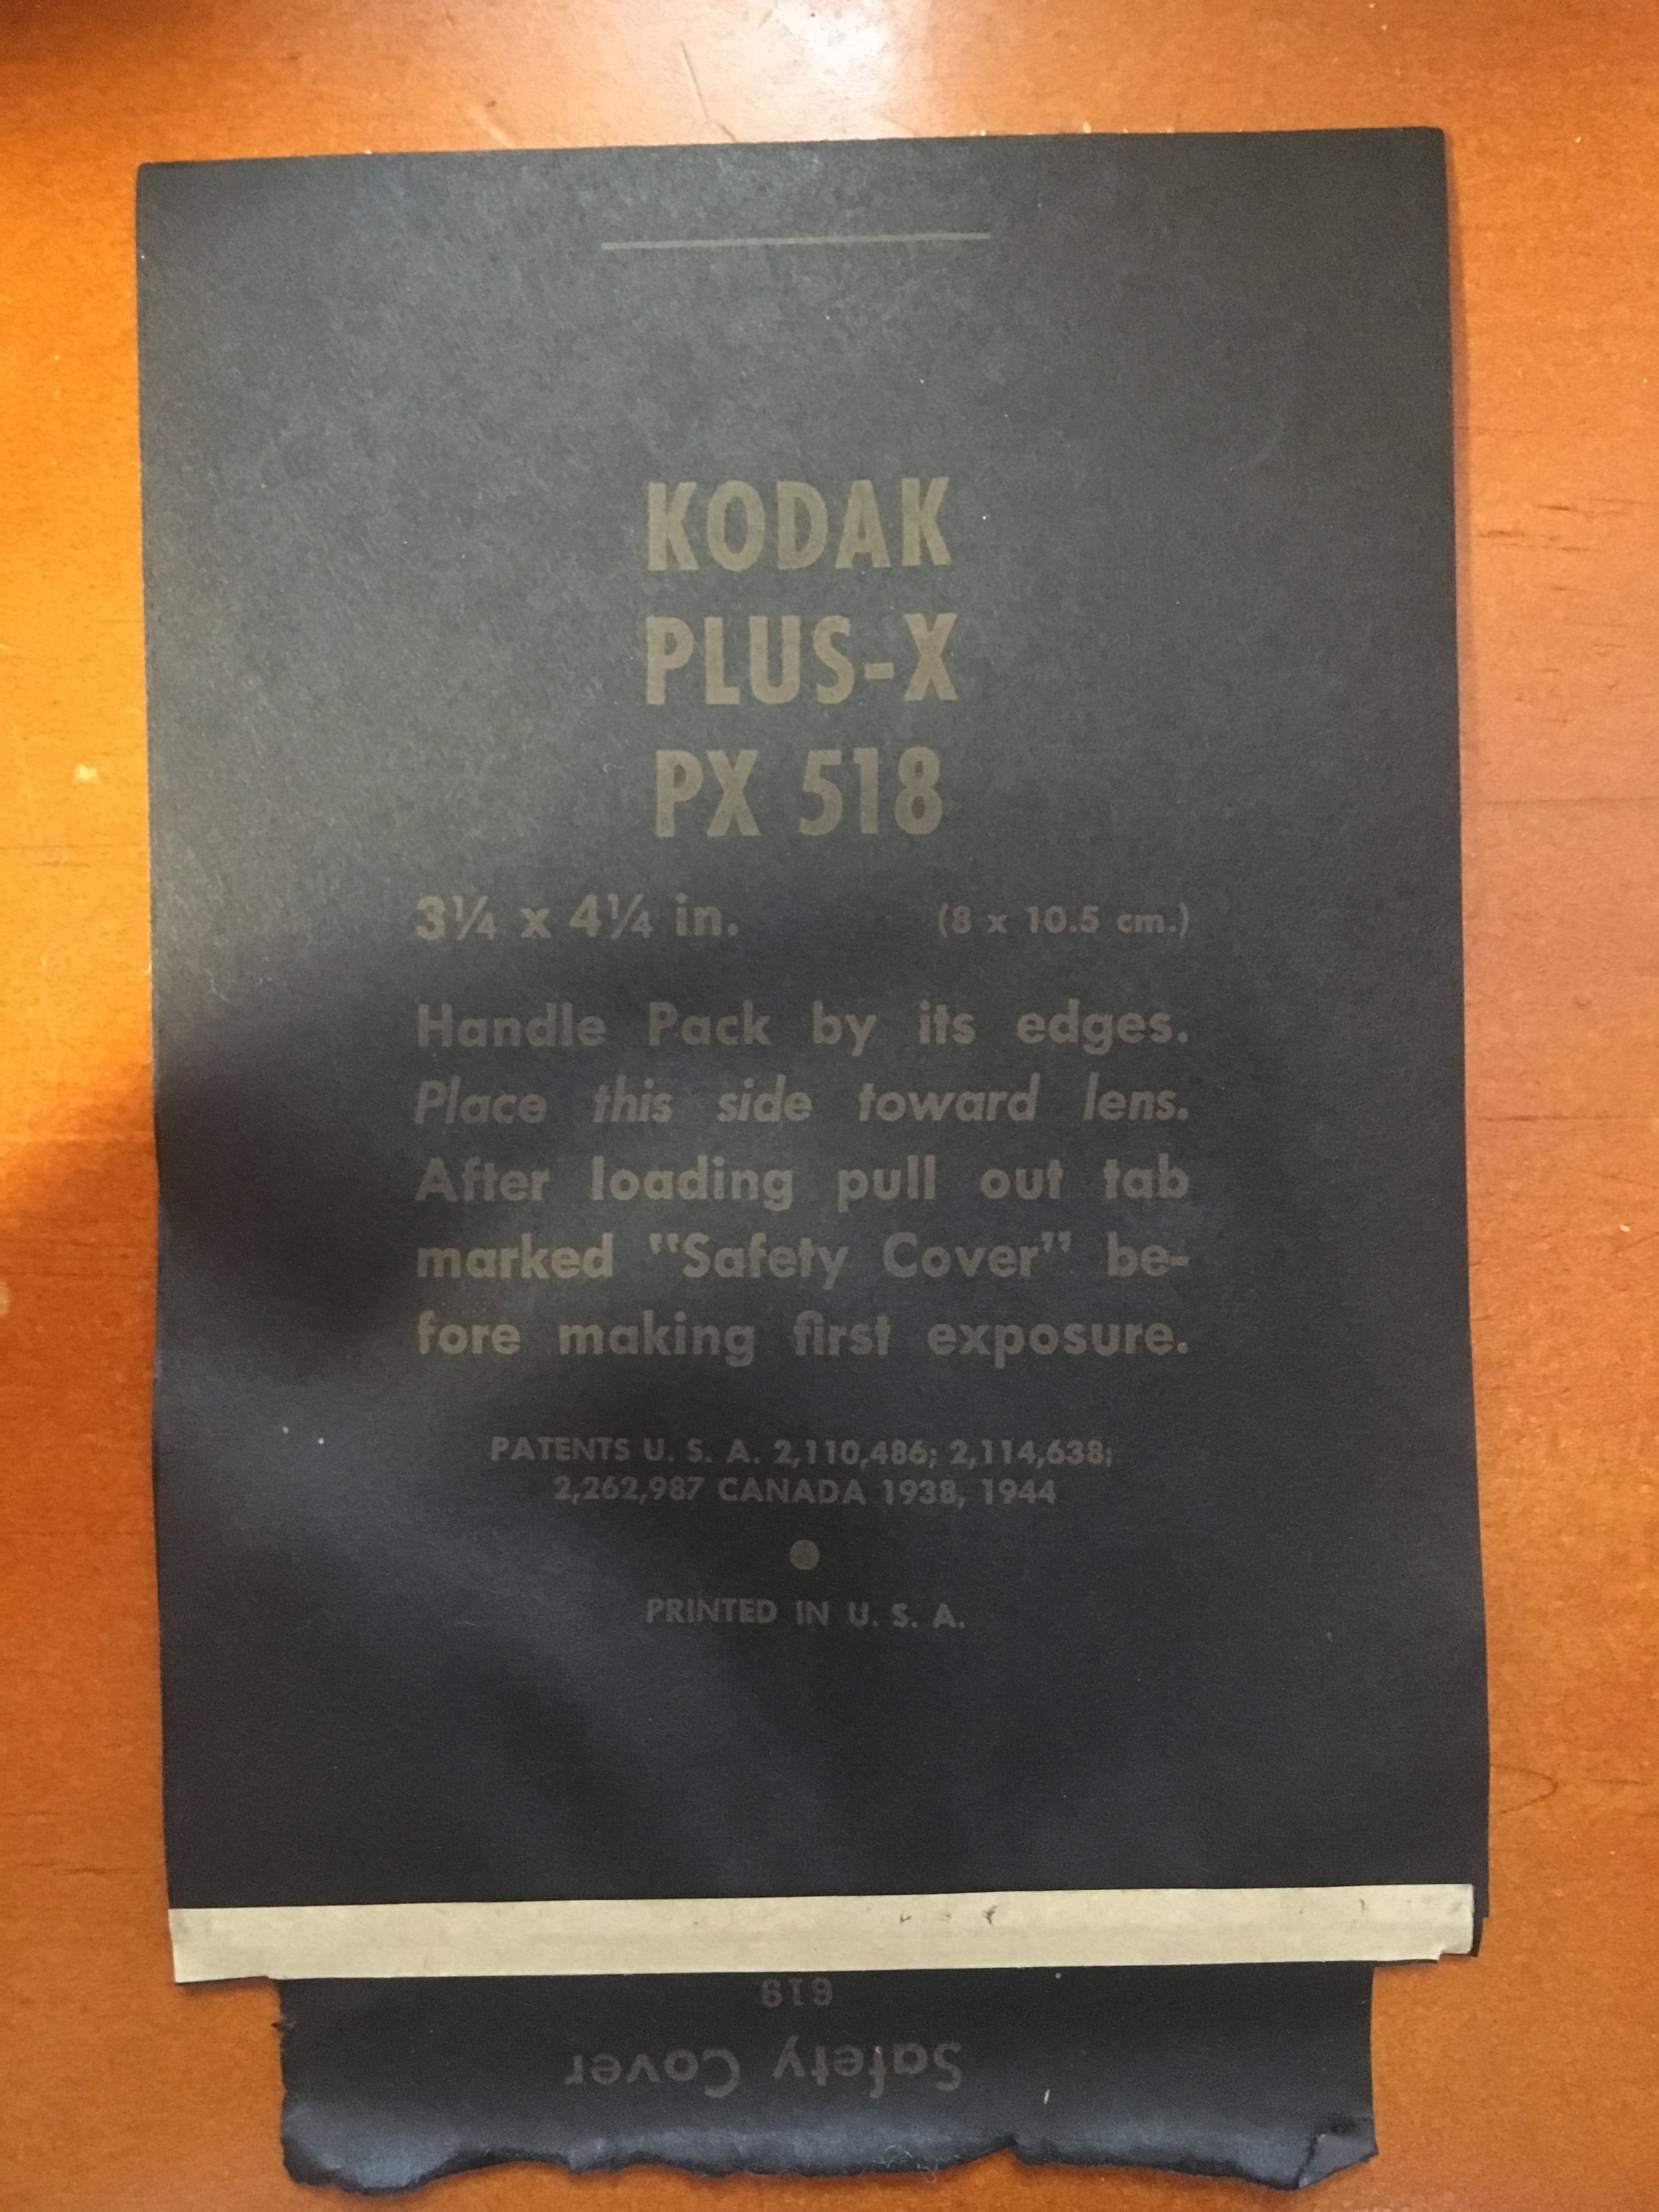 KODAK
PLUS-X
PX 518
3¼ x 4¼ in. (8 x 10.5 cm.)
Handle Pack by its edges.
Place this side toward lens.
After loading pull out tab
marked "Safety Cover" be-
fore making first exposure.
PATENTS U. S. A. 2,110,486; 2,114,638;
2,262,987 CANADA 1938, 1944
PRINTED IN U. S. A.
619
Safety Cover